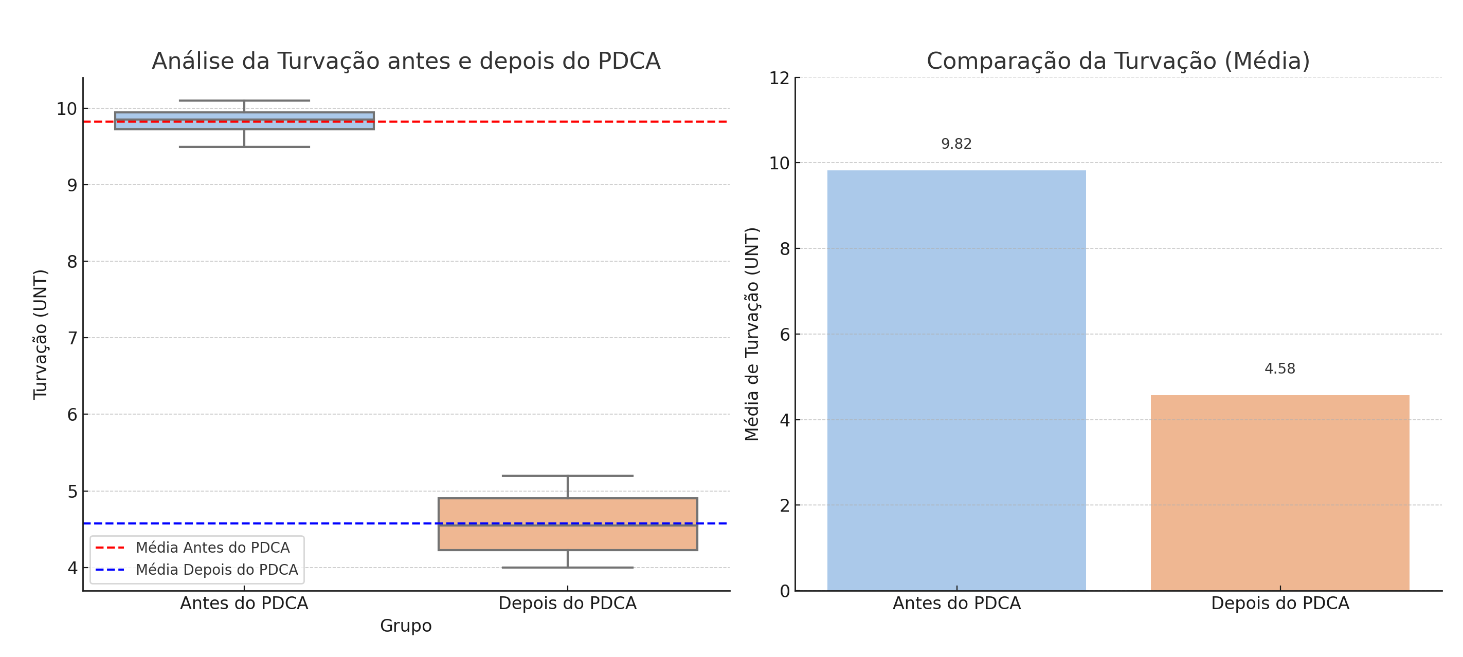 Análise da Turvação antes e depois do PDCA
Turvação (UNT)
10
9
8
7
6
5
4
Média Antes do PDCA
Média Depois do PDCA
Antes do PDCA
Depois do PDCA
Grupo
Comparação da Turvação (Média)
Média de Turvação (UNT)
12
10
8
6
4
2
0
9.82
4.58
Antes do PDCA
Depois do PDCA